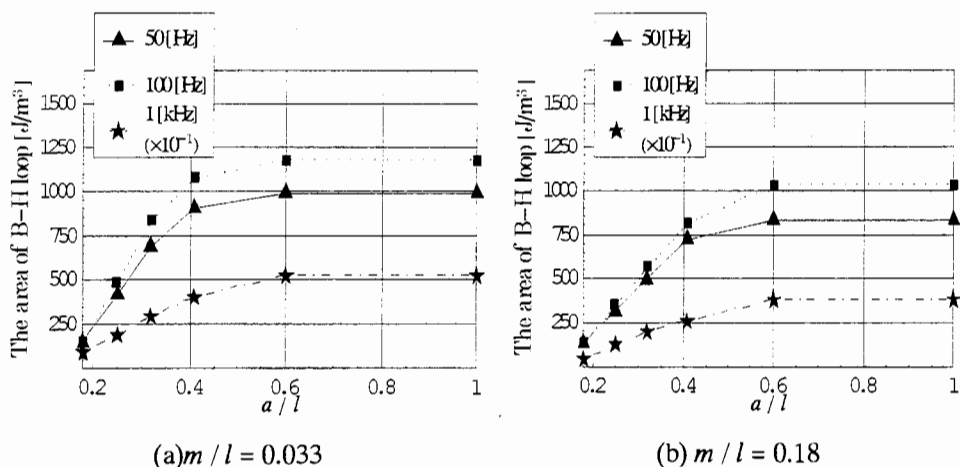 50 [Hz]
100 [Hz]
1 [kHz]
(×10⁻¹)
The area of B–H loop [J/m³]
1500
1250
1000
750
500
250
0.2 0.4 0.6 0.8 1
a / l
(a) m / l = 0.033
50 [Hz]
100 [Hz]
1 [kHz]
(×10⁻¹)
The area of B–H loop [J/m³]
1500
1250
1000
750
500
250
0.2 0.4 0.6 0.8 1
a / l
(b) m / l = 0.18